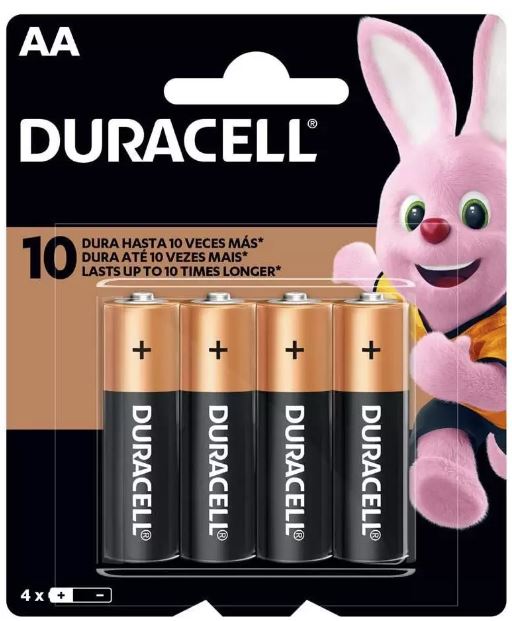 AA
DURACELL®
10 DURA HASTA 10 VECES MÁS*
DURA ATÉ 10 VEZES MAIS*
LASTS UP TO 10 TIMES LONGER*
+ + + +
DURACELL®
DURACELL®
DURACELL®
DURACELL®
4 x + -